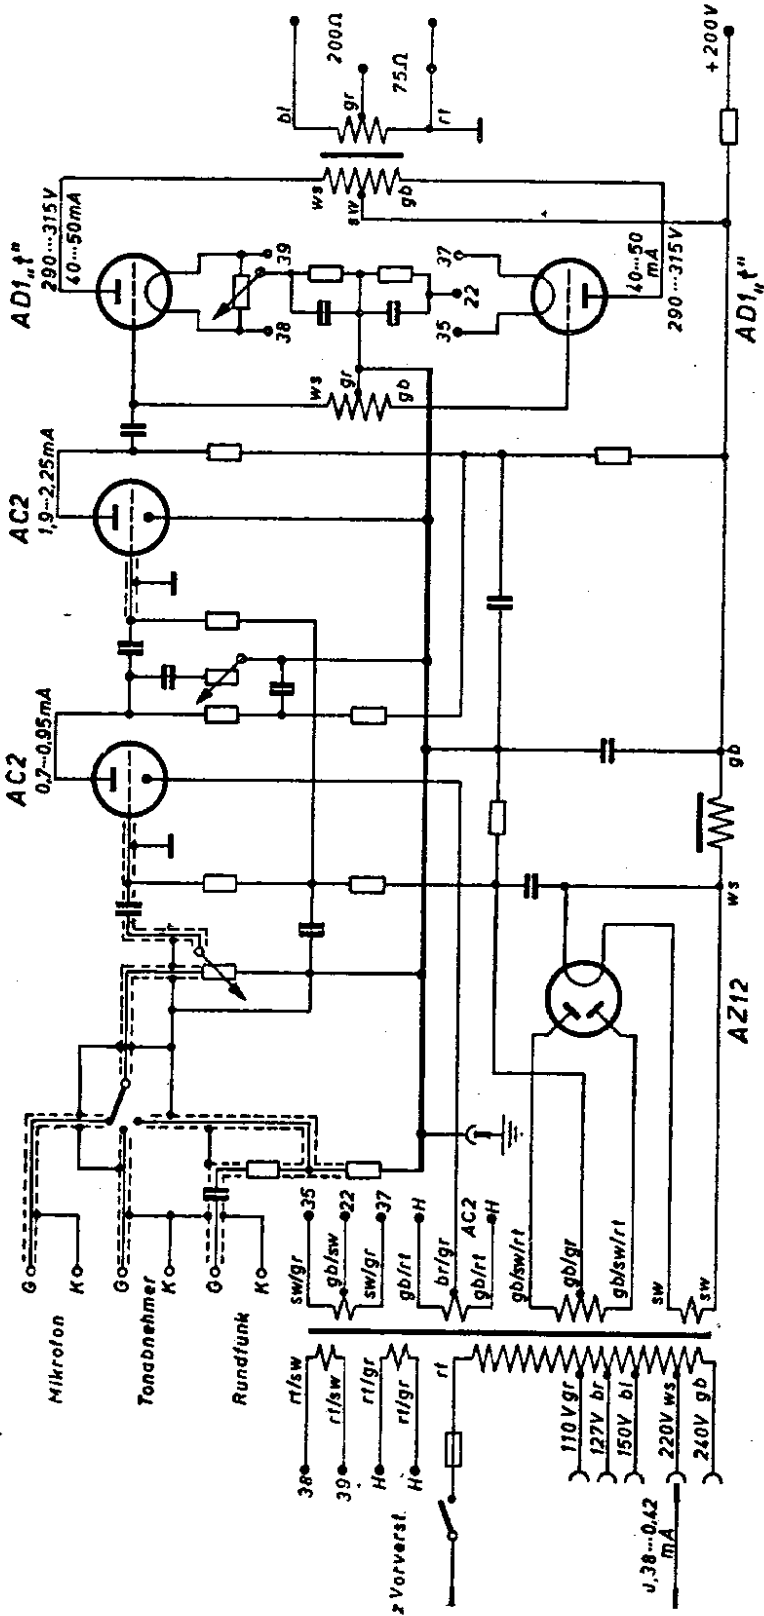 Mikrofon
G
K
Tonabnehmer
G
K
Rundfunk
G
K
AC2
0,7...0,95mA
AC2
1,9...2,25mA
AD1„t"
290...315V
40...50mA
38
39
ws
gr
gb
35
22
37
40...50
mA
290...315V
AD1„t"
ws
sw
gb
bl
gr
rt
200Ω
75Ω
+200V
sw/gr
35
gb/sw
22
sw/gr
37
gb/rt
H
br/gr
AC2
gb/rt
H
gb/sw/rt
gb/gr
gb/sw/rt
sw
sw
AZ12
ws
gb
38
rt/sw
39
rt/sw
H
rt/gr
H
rt/gr
z Vorverst.
rt
110V gr
127V br
150V bl
220V ws
240V gb
0,38...0,42
mA